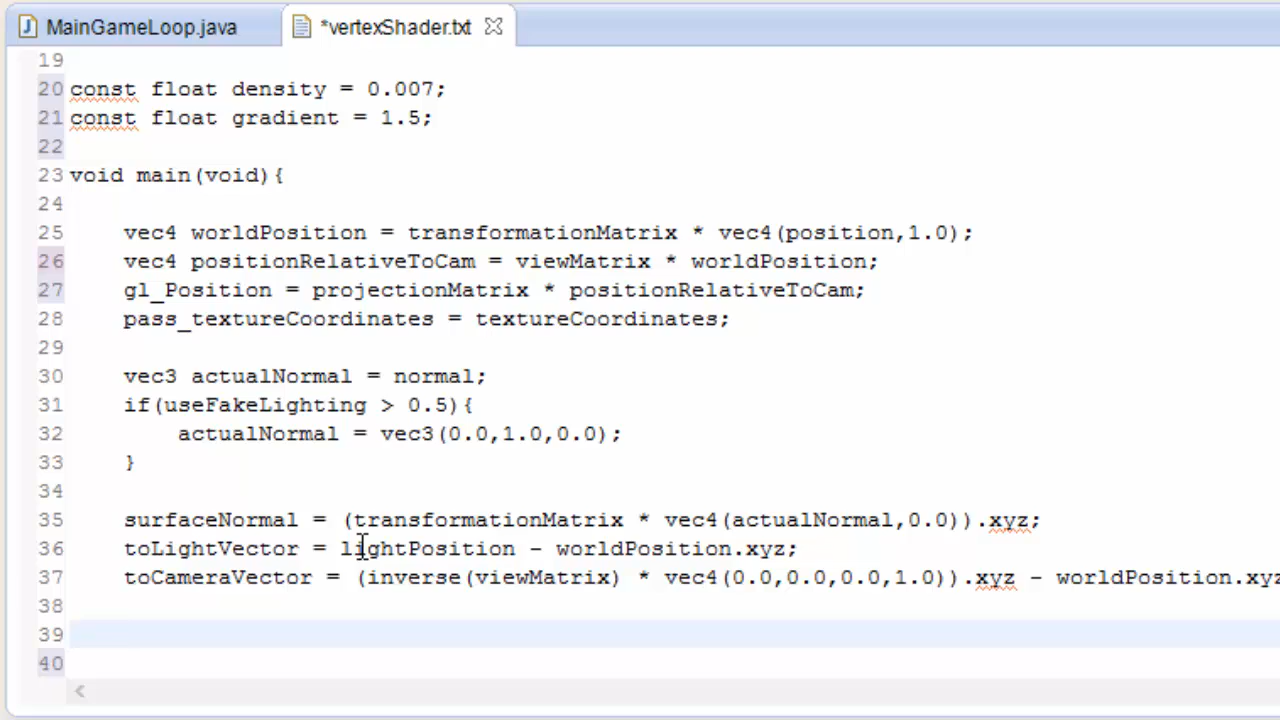 MainGameLoop.java
*vertexShader.txt
19
20 const float density = 0.007;
21 const float gradient = 1.5;
22
23 void main(void){
24
25 vec4 worldPosition = transformationMatrix * vec4(position,1.0);
26 vec4 positionRelativeToCam = viewMatrix * worldPosition;
27 gl_Position = projectionMatrix * positionRelativeToCam;
28 pass_textureCoordinates = textureCoordinates;
29
30 vec3 actualNormal = normal;
31 if(useFakeLighting > 0.5){
32 actualNormal = vec3(0.0,1.0,0.0);
33 }
34
35 surfaceNormal = (transformationMatrix * vec4(actualNormal,0.0)).xyz;
36 toLightVector = lightPosition - worldPosition.xyz;
37 toCameraVector = (inverse(viewMatrix) * vec4(0.0,0.0,0.0,1.0)).xyz - worldPosition.xyz
38
39
40